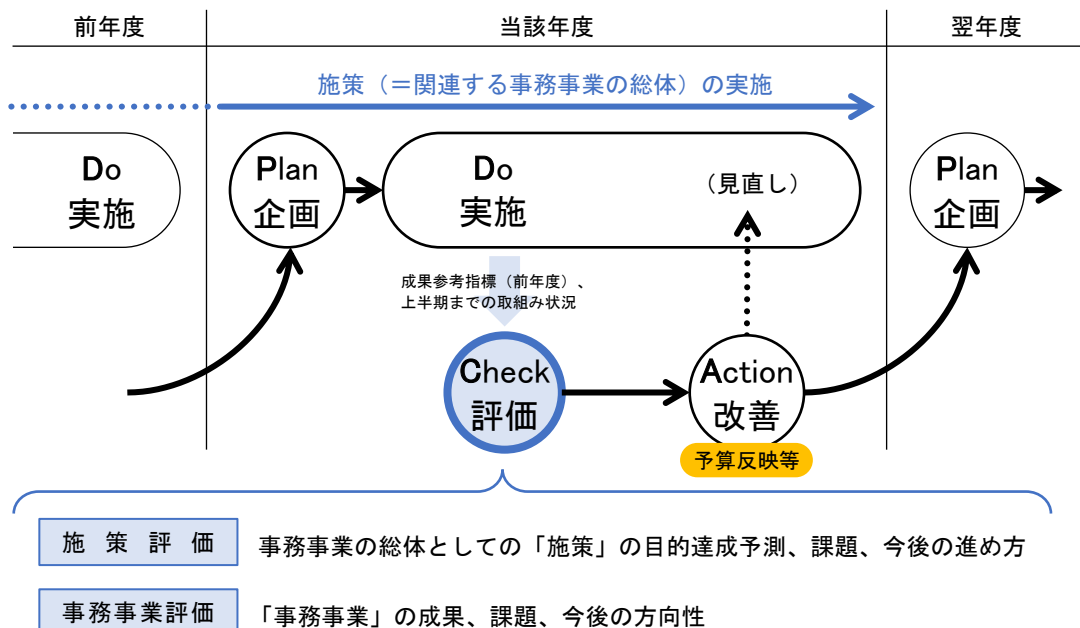 前年度
当該年度
翌年度
施策（＝関連する事務事業の総体）の実施
Do
実施
Plan
企画
Do
実施
（見直し）
Plan
企画
成果参考指標（前年度）、
上半期までの取組み状況
Check
評価
Action
改善
予算反映等
施策評価
事務事業の総体としての「施策」の目的達成予測、課題、今後の進め方
事務事業評価
「事務事業」の成果、課題、今後の方向性